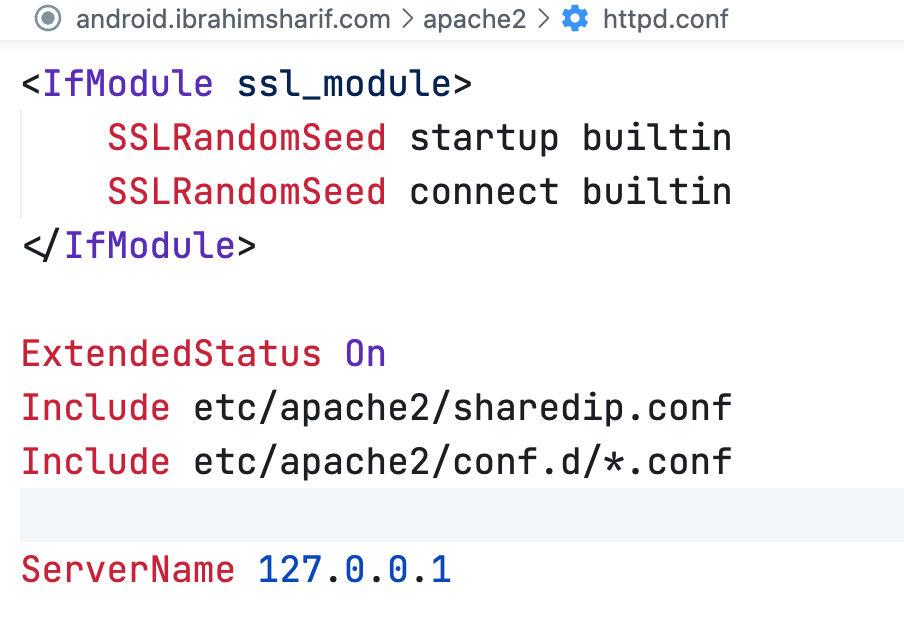 android.ibrahimsharif.com > apache2 > httpd.conf
<IfModule ssl_module>
    SSLRandomSeed startup builtin
    SSLRandomSeed connect builtin
</IfModule>
ExtendedStatus On
Include etc/apache2/sharedip.conf
Include etc/apache2/conf.d/*.conf
ServerName 127.0.0.1